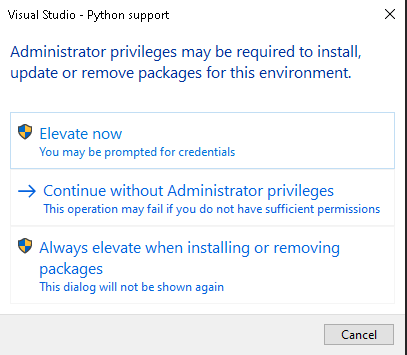 Visual Studio - Python support
Administrator privileges may be required to install,
update or remove packages for this environment.
Elevate now
You may be prompted for credentials
Continue without Administrator privileges
This operation may fail if you do not have sufficient permissions
Always elevate when installing or removing
packages
This dialog will not be shown again
Cancel